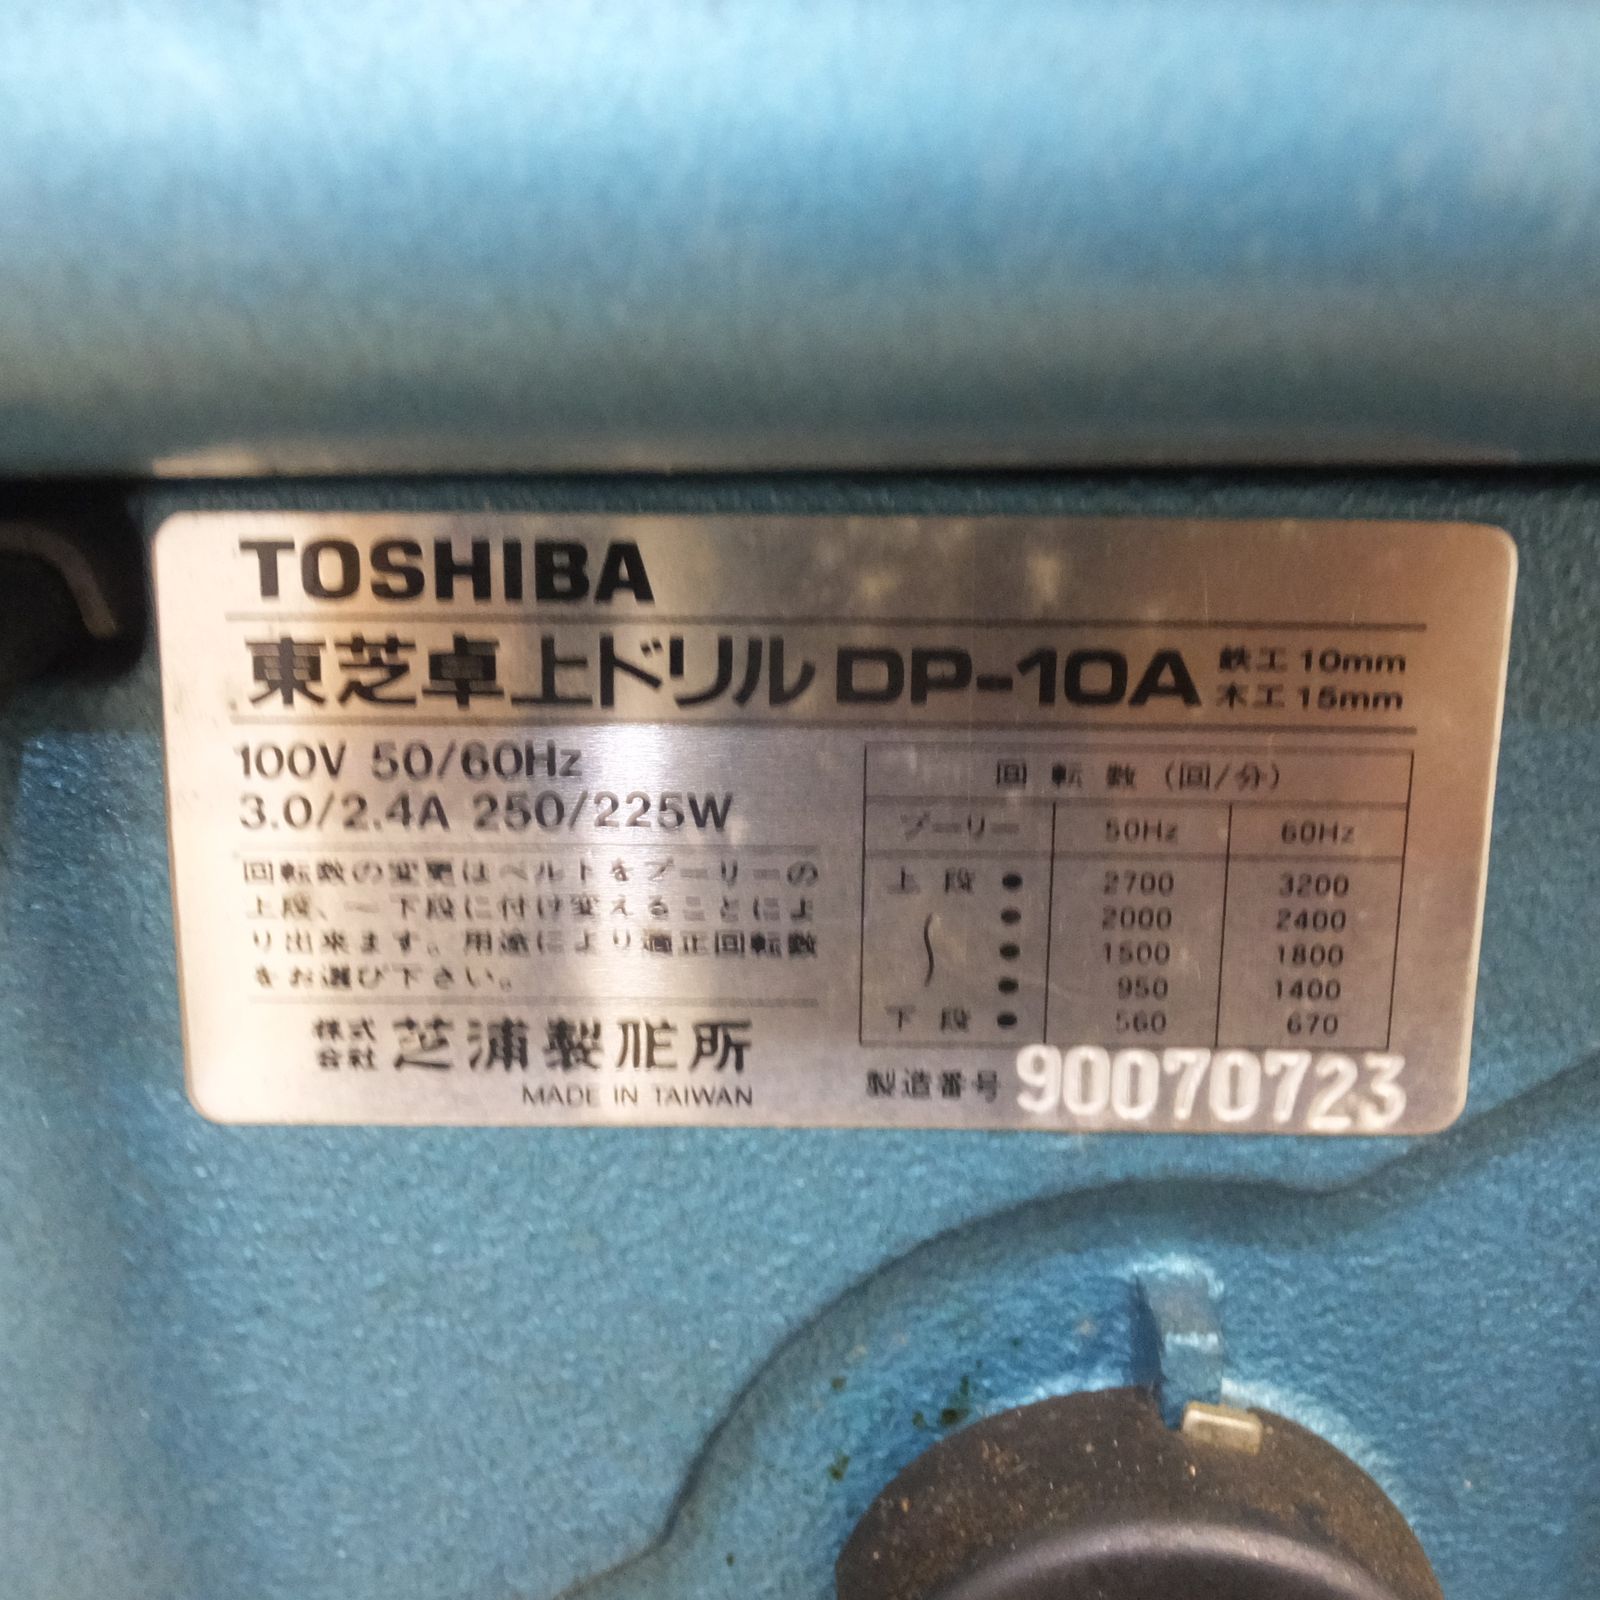 TOSHIBA
東芝卓上ドリル DP-10A 鉄工 10mm
木工 15mm
100V 50/60Hz
3.0/2.4A 250/225W
回転数の変更はベルトをプーリーの
上段、〜下段に付け変えることによ
り出来ます。用途により適正回転数
をお選び下さい。
株式会社 芝浦製作所
MADE IN TAIWAN
回転数 (回/分)
プーリー 50Hz 60Hz
上段 ● 2700 3200
● 2000 2400
● 1500 1800
● 950 1400
下段 ● 560 670
製造番号 90070723